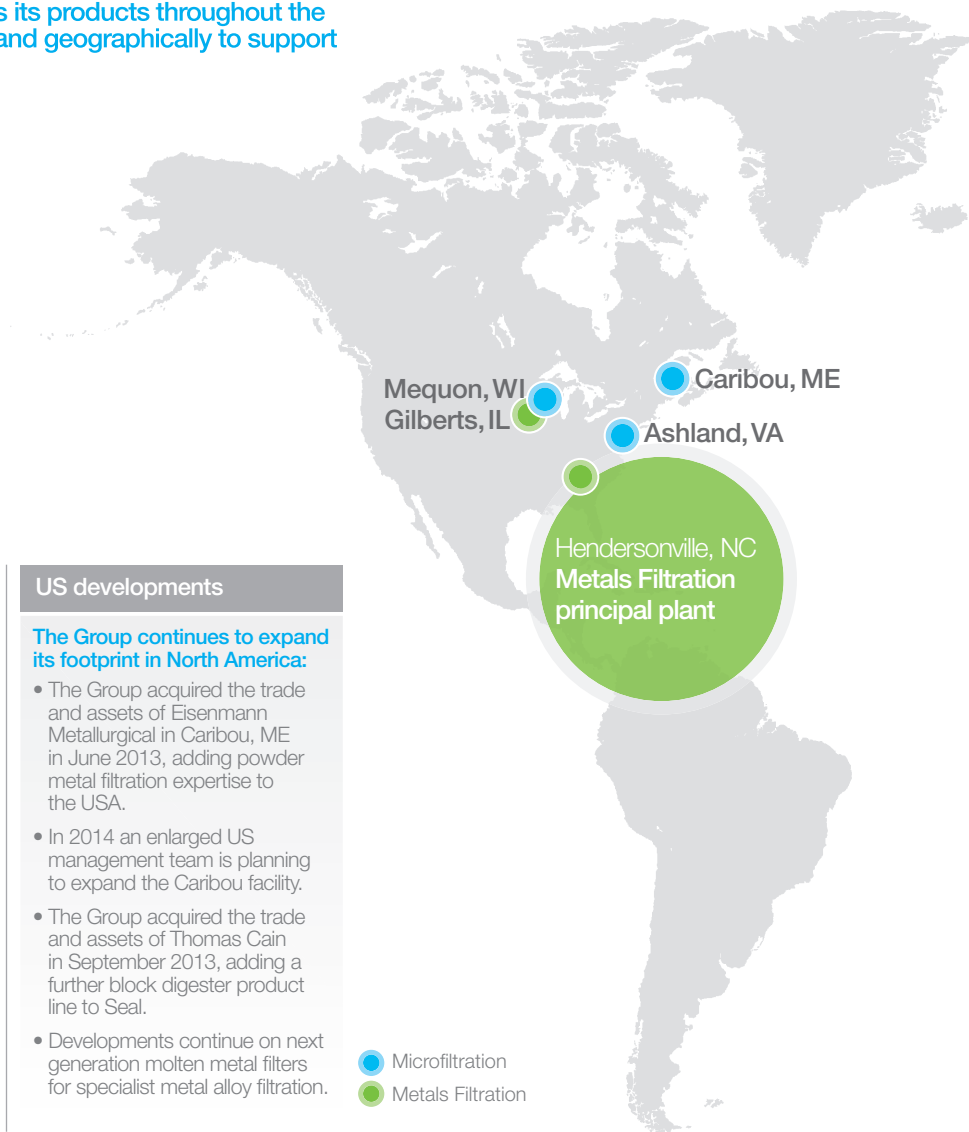 s its products throughout the
and geographically to support
Mequon, WI
Gilberts, IL
Caribou, ME
Ashland, VA
Hendersonville, NC
Metals Filtration
principal plant
US developments
The Group continues to expand
its footprint in North America:
• The Group acquired the trade
and assets of Eisenmann
Metallurgical in Caribou, ME
in June 2013, adding powder
metal filtration expertise to
the USA.
• In 2014 an enlarged US
management team is planning
to expand the Caribou facility.
• The Group acquired the trade
and assets of Thomas Cain
in September 2013, adding a
further block digester product
line to Seal.
• Developments continue on next
generation molten metal filters
for specialist metal alloy filtration.
Microfiltration
Metals Filtration